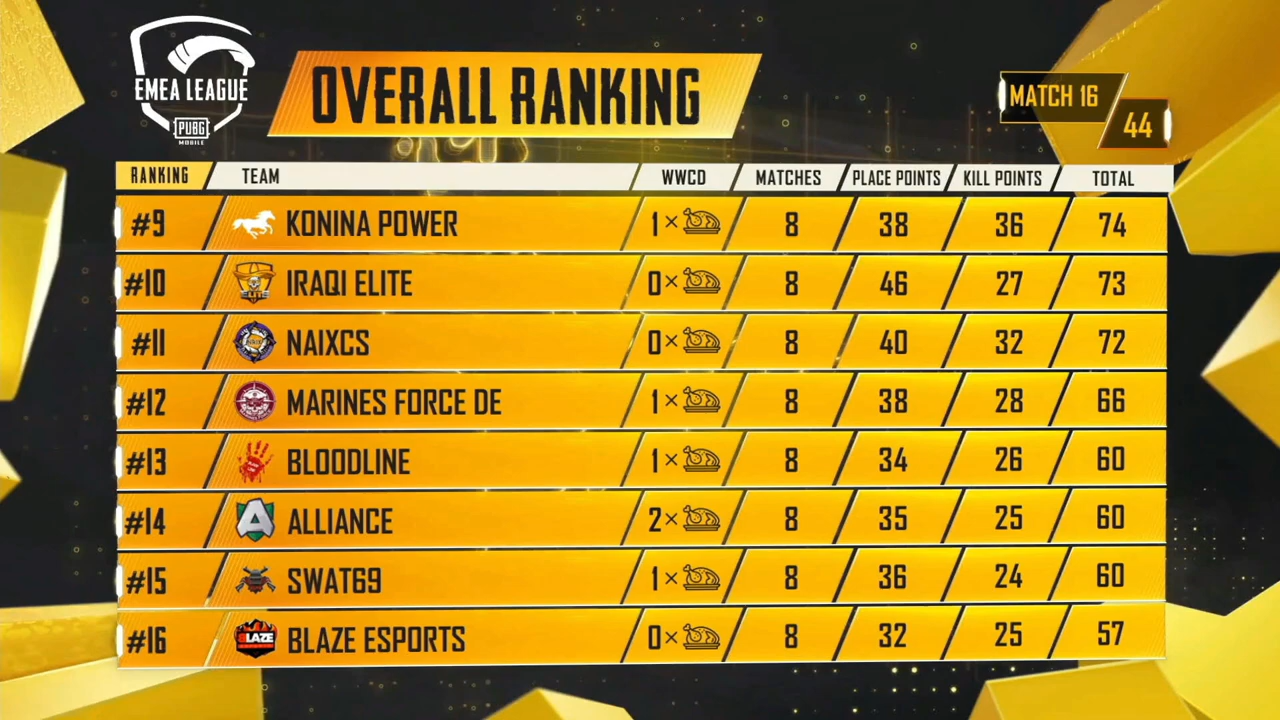 EMEA LEAGUE
PUBG
MOBILE
OVERALL RANKING
MATCH 16
44
RANKING TEAM WWCD MATCHES PLACE POINTS KILL POINTS TOTAL
#9 KONINA POWER 1× 8 38 36 74
#10 IRAQI ELITE 0× 8 46 27 73
#11 NAIXCS 0× 8 40 32 72
#12 MARINES FORCE DE 1× 8 38 28 66
#13 BLOODLINE 1× 8 34 26 60
#14 A ALLIANCE 2× 8 35 25 60
#15 SWAT69 1× 8 36 24 60
#16 BLAZE BLAZE ESPORTS 0× 8 32 25 57